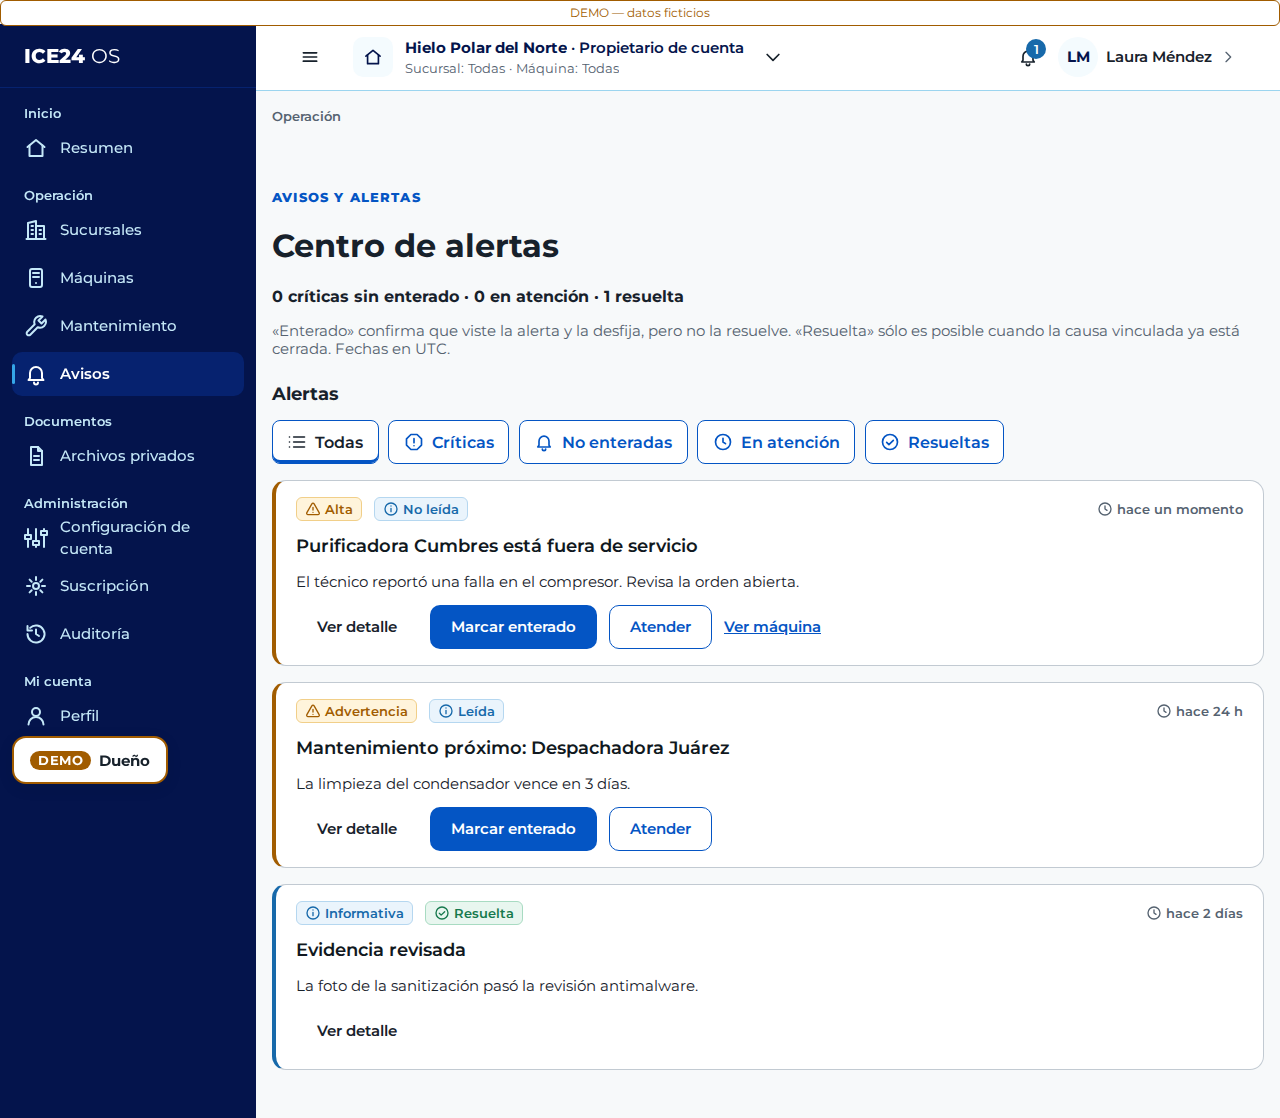 DEMO — datos ficticios
ICE24 OS
Inicio
Resumen
Operación
Sucursales
Máquinas
Mantenimiento
Avisos
Documentos
Archivos privados
Administración
Configuración de
cuenta
Suscripción
Auditoría
Mi cuenta
Perfil
DEMO Dueño
Hielo Polar del Norte · Propietario de cuenta
Sucursal: Todas · Máquina: Todas
1
LM Laura Méndez
Operación
AVISOS Y ALERTAS
Centro de alertas
0 críticas sin enterado · 0 en atención · 1 resuelta
«Enterado» confirma que viste la alerta y la desfija, pero no la resuelve. «Resuelta» sólo es posible cuando la causa vinculada ya está
cerrada. Fechas en UTC.
Alertas
Todas Críticas No enteradas En atención Resueltas
Alta No leída hace un momento
Purificadora Cumbres está fuera de servicio
El técnico reportó una falla en el compresor. Revisa la orden abierta.
Ver detalle Marcar enterado Atender Ver máquina
Advertencia Leída hace 24 h
Mantenimiento próximo: Despachadora Juárez
La limpieza del condensador vence en 3 días.
Ver detalle Marcar enterado Atender
Informativa Resuelta hace 2 días
Evidencia revisada
La foto de la sanitización pasó la revisión antimalware.
Ver detalle